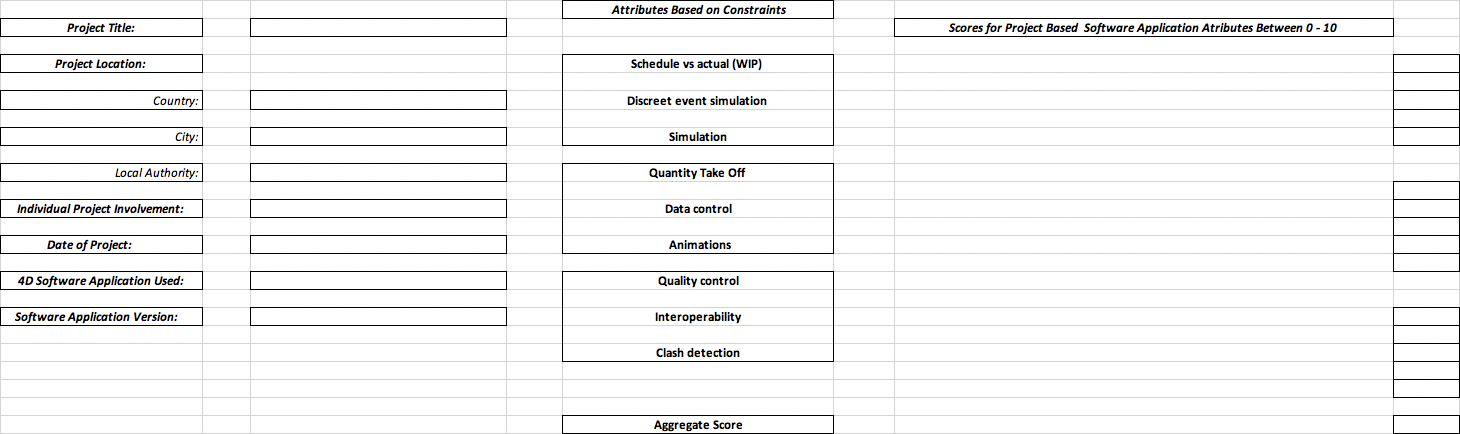 Attributes Based on Constraints
Project Title:
Scores for Project Based Software Application Atributes Between 0 - 10
Project Location:
Schedule vs actual (WIP)
Country:
Discreet event simulation
City:
Simulation
Local Authority:
Quantity Take Off
Individual Project Involvement:
Data control
Date of Project:
Animations
4D Software Application Used:
Quality control
Software Application Version:
Interoperability
Clash detection
Aggregate Score